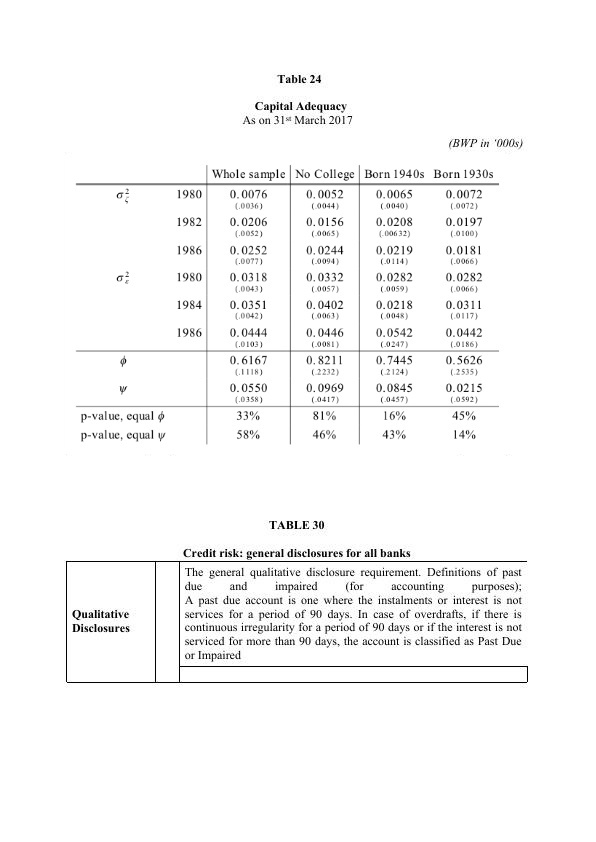 Table 24
Capital Adequacy
As on 31st March 2017
(BWP in ‘000s)
Whole sample No College Born 1940s Born 1930s
σ²ζ 1980 0.0076 0.0052 0.0065 0.0072
(.0036) (.0044) (.0040) (.0072)
1982 0.0206 0.0156 0.0208 0.0197
(.0052) (.0065) (.00632) (.0100)
1986 0.0252 0.0244 0.0219 0.0181
(.0077) (.0094) (.0114) (.0066)
σ²ε 1980 0.0318 0.0332 0.0282 0.0282
(.0043) (.0057) (.0059) (.0066)
1984 0.0351 0.0402 0.0218 0.0311
(.0042) (.0063) (.0048) (.0117)
1986 0.0444 0.0446 0.0542 0.0442
(.0103) (.0081) (.0247) (.0186)
ϕ 0.6167 0.8211 0.7445 0.5626
(.1118) (.2232) (.2124) (.2535)
ψ 0.0550 0.0969 0.0845 0.0215
(.0358) (.0417) (.0457) (.0592)
p-value, equal ϕ 33% 81% 16% 45%
p-value, equal ψ 58% 46% 43% 14%
TABLE 30
Credit risk: general disclosures for all banks
Qualitative
Disclosures
The general qualitative disclosure requirement. Definitions of past
due and impaired (for accounting purposes);
A past due account is one where the instalments or interest is not
services for a period of 90 days. In case of overdrafts, if there is
continuous irregularity for a period of 90 days or if the interest is not
serviced for more than 90 days, the account is classified as Past Due
or Impaired